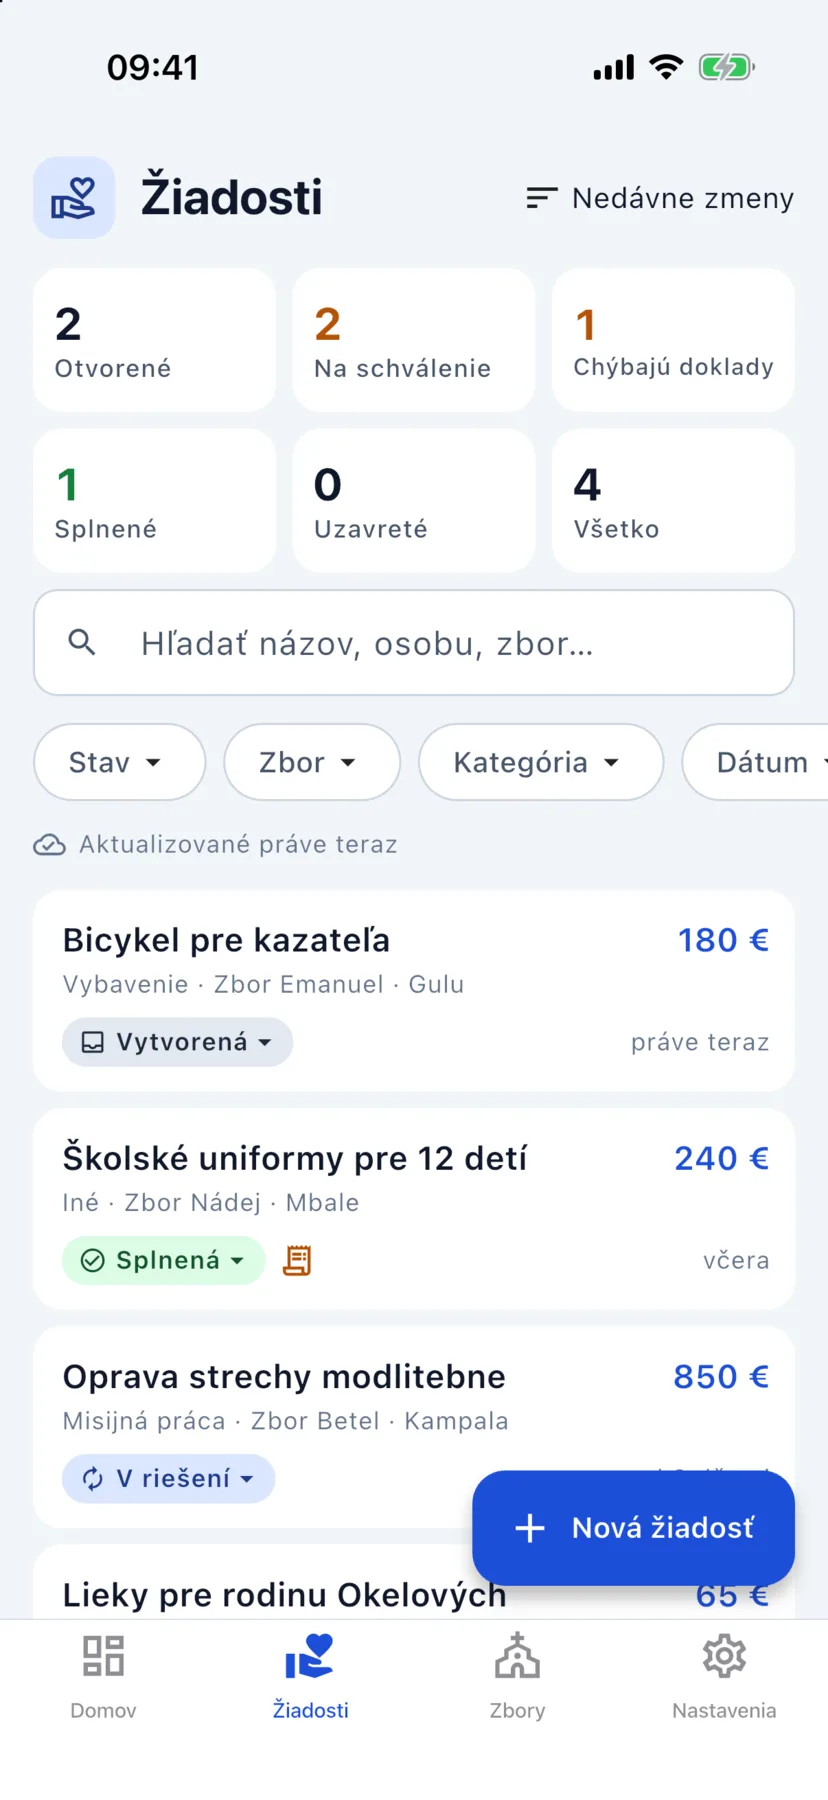 09:41
Žiadosti
Nedávne zmeny
2
Otvorené
2
Na schválenie
1
Chýbajú doklady
1
Splnené
0
Uzavreté
4
Všetko
Hľadať názov, osobu, zbor...
Stav
Zbor
Kategória
Dátum
Aktualizované práve teraz
Bicykel pre kazateľa
180 €
Vybavenie · Zbor Emanuel · Gulu
Vytvorená
práve teraz
Školské uniformy pre 12 detí
240 €
Iné · Zbor Nádej · Mbale
Splnená
včera
Oprava strechy modlitebne
850 €
Misijná práca · Zbor Betel · Kampala
V riešení
Nová žiadosť
Lieky pre rodinu Okelových
65 €
Domov
Žiadosti
Zbory
Nastavenia